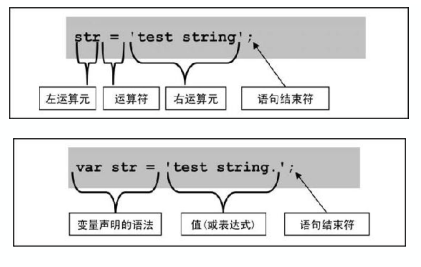 str = 'test string';
左运算元 运算符 右运算元 语句结束符
var str = 'test string.';
变量声明的语法 值(或表达式) 语句结束符